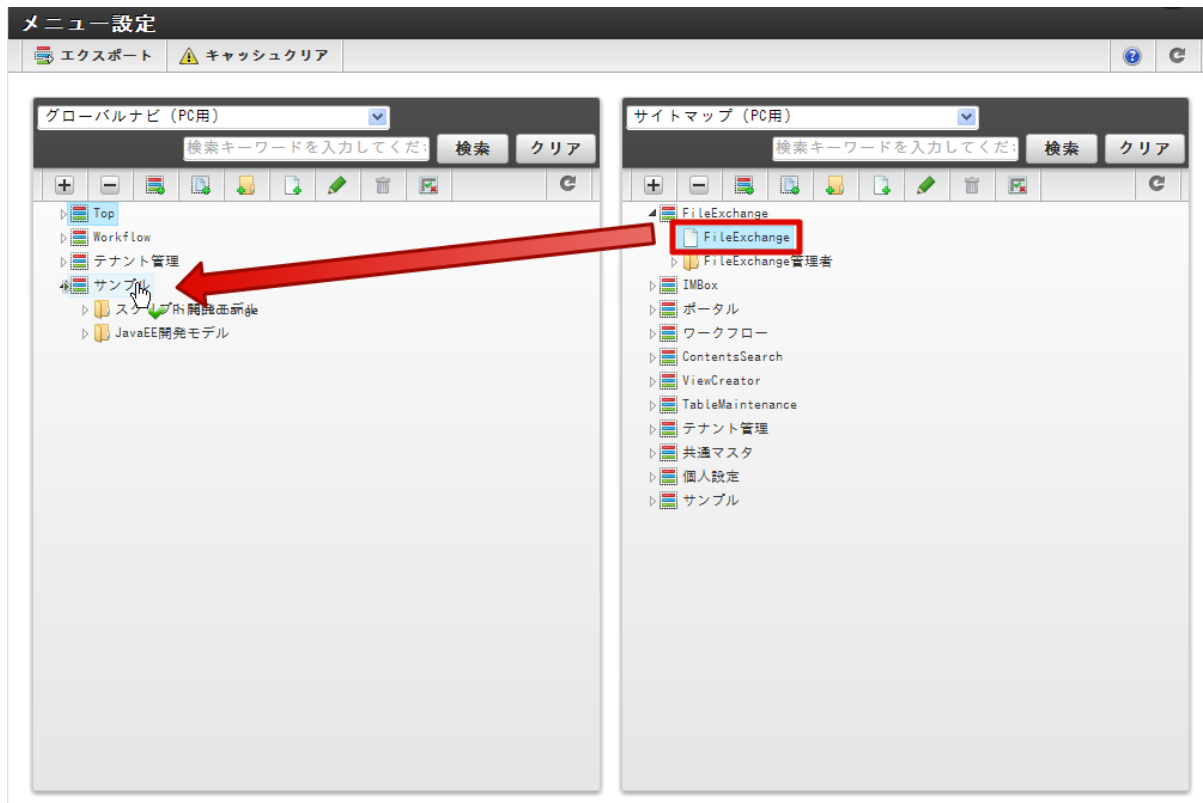 メニュー設定
エクスポート キャッシュクリア
グローバルナビ (PC用)
検索キーワードを入力してくだ 検索 クリア
Top
Workflow
テナント管理
サンプル
JavaEE開発モデル
サイトマップ (PC用)
検索キーワードを入力してくだ 検索 クリア
FileExchange
FileExchange
FileExchange管理者
IMBox
ポータル
ワークフロー
ContentsSearch
ViewCreator
TableMaintenance
テナント管理
共通マスタ
個人設定
サンプル